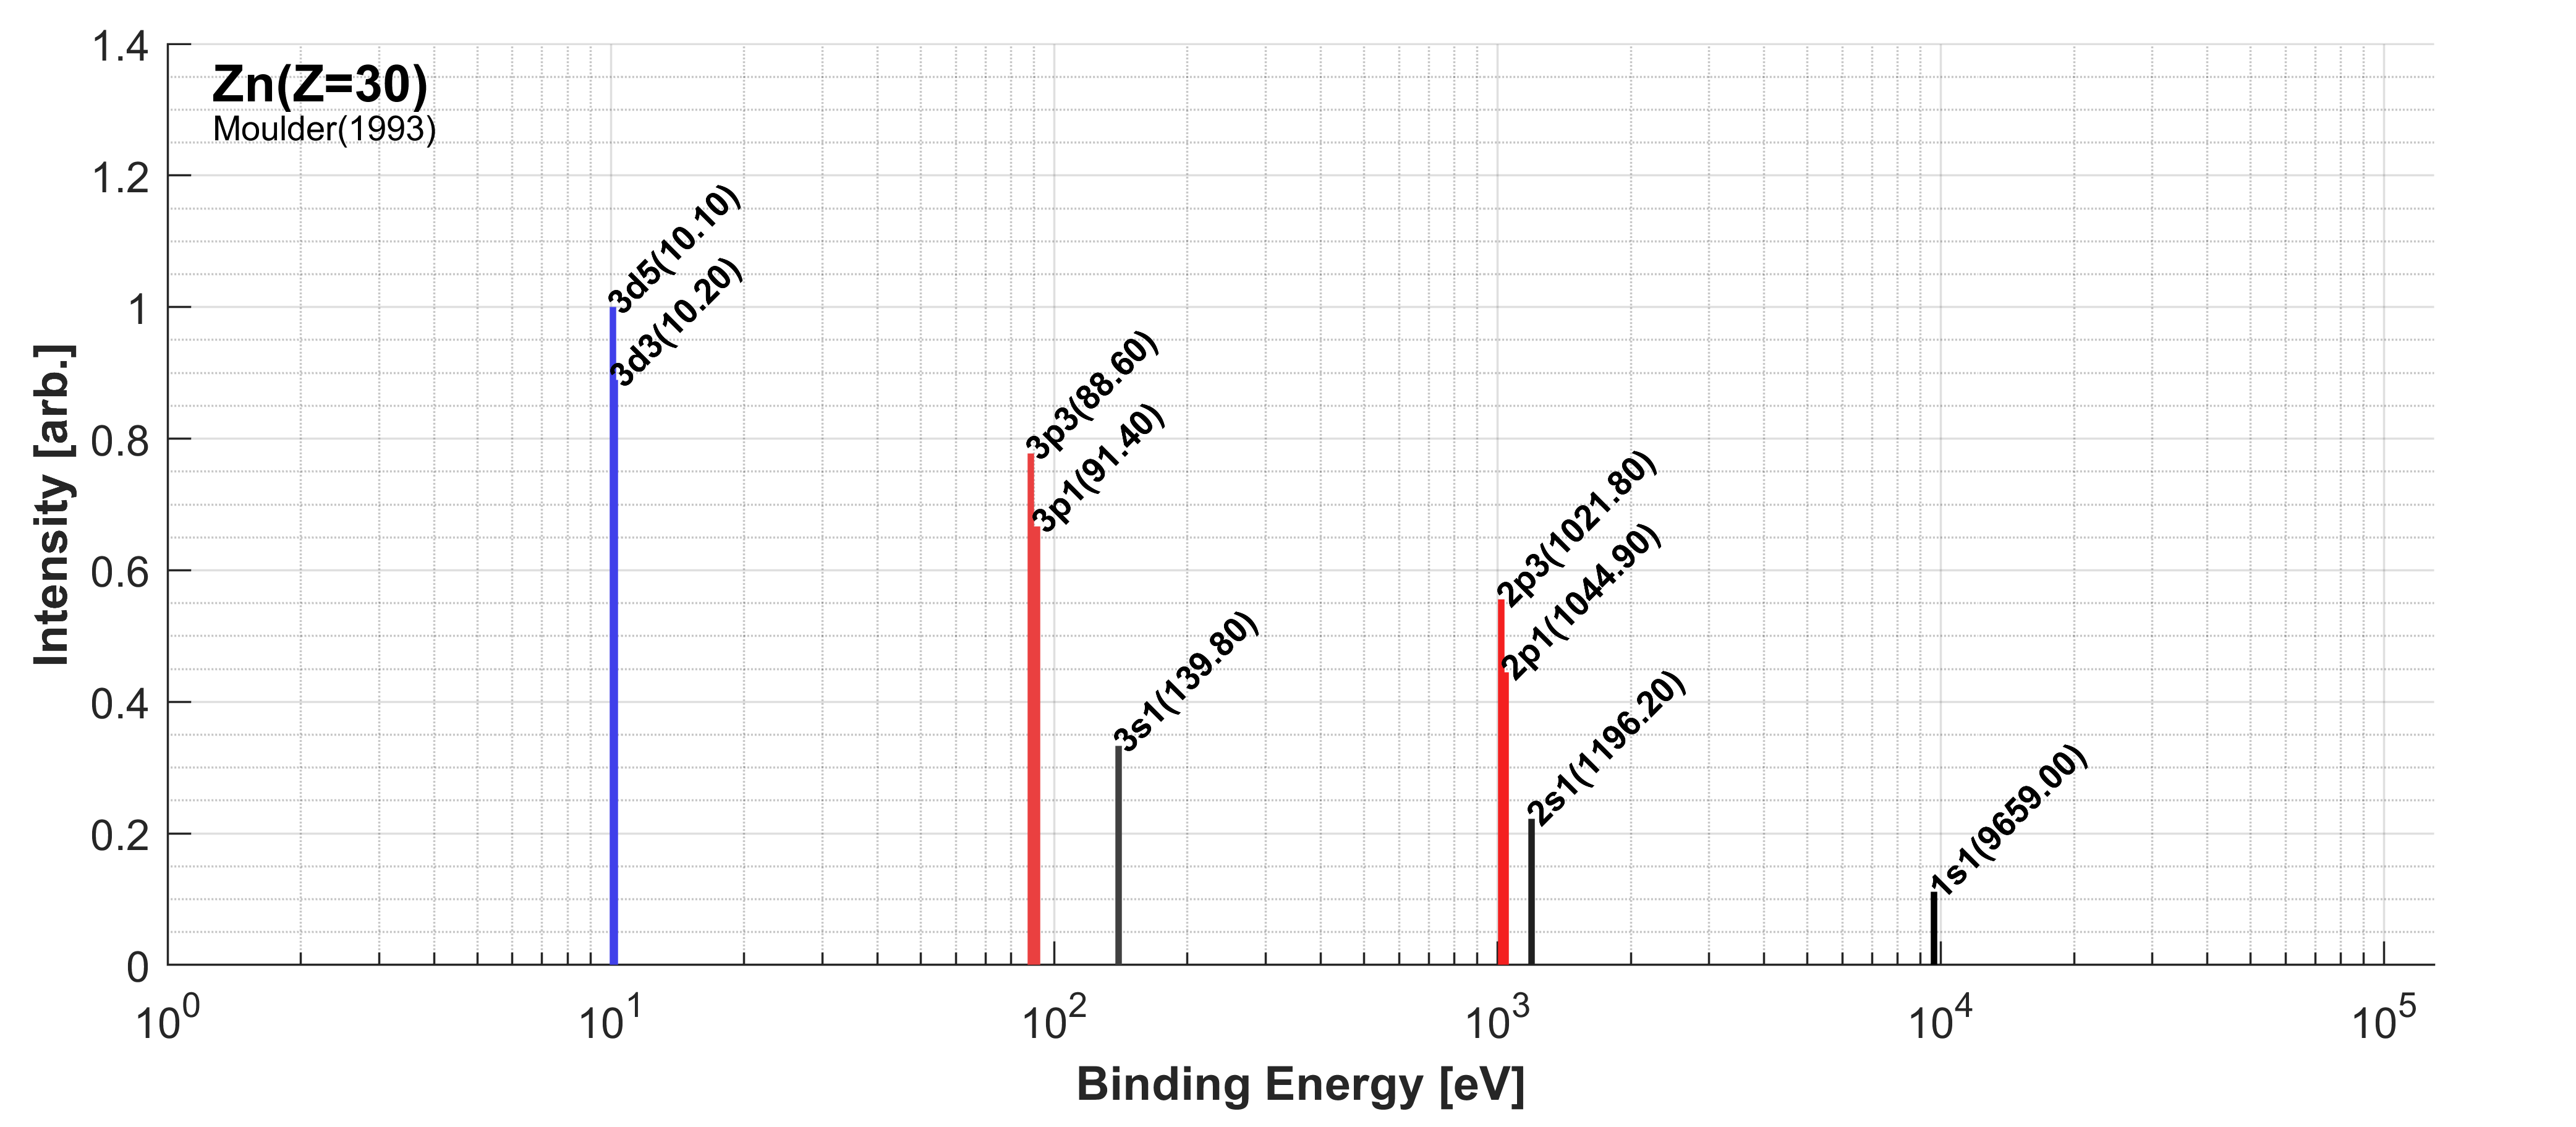 Zn(Z=30)
Moulder(1993)
Intensity [arb.]
1.4
1.2
1
0.8
0.6
0.4
0.2
0
3d5(10.10)
3d3(10.20)
3p3(88.60)
3p1(91.40)
3s1(139.80)
2p3(1021.80)
2p1(1044.90)
2s1(1196.20)
1s1(9659.00)
10^0 10^1 10^2 10^3 10^4 10^5
Binding Energy [eV]